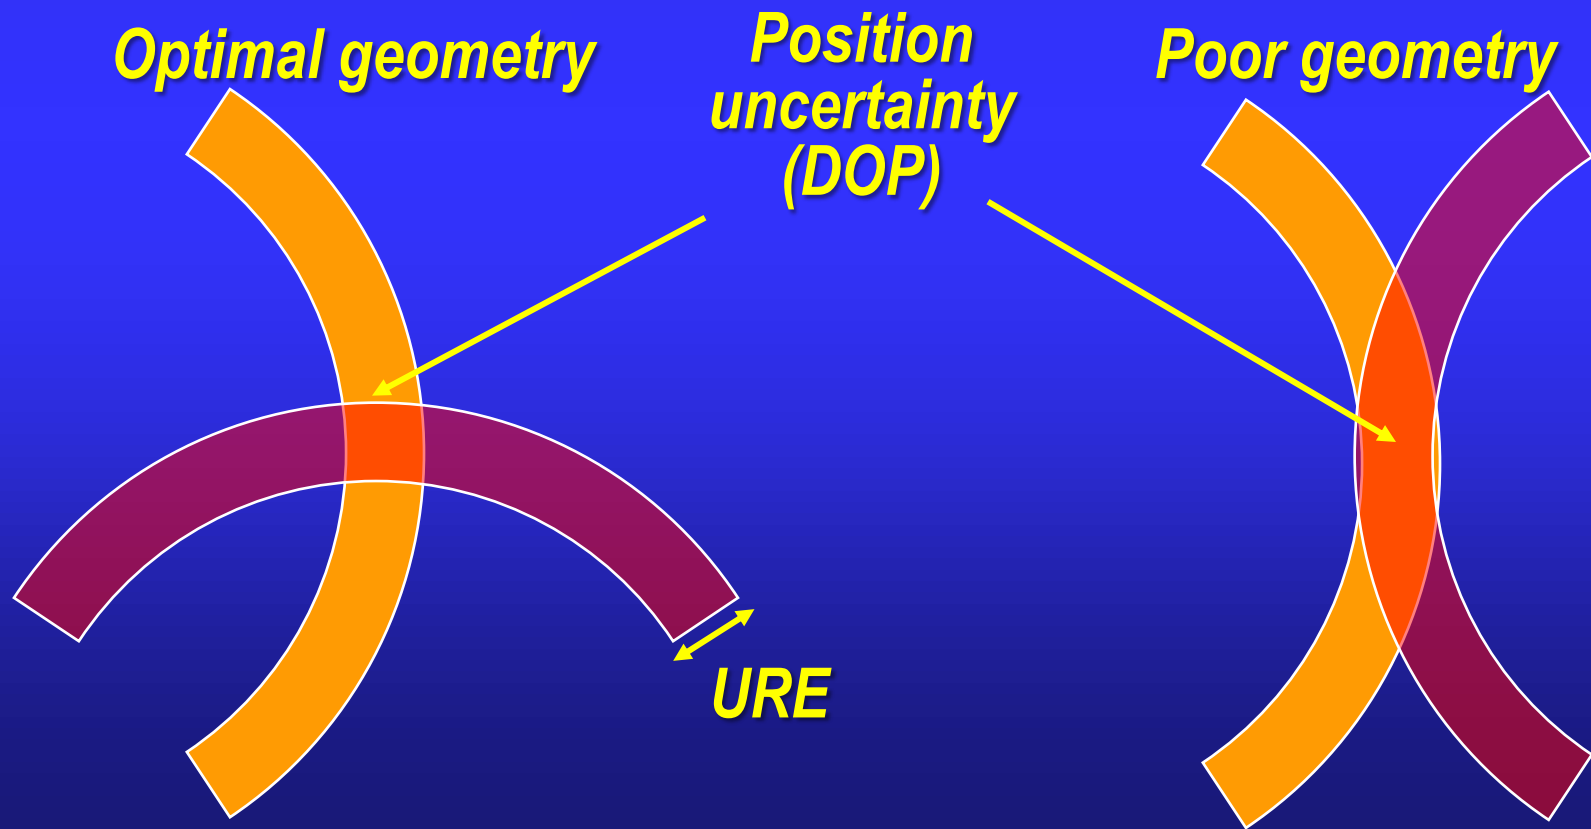 Optimal geometry
Position
uncertainty
(DOP)
Poor geometry
URE